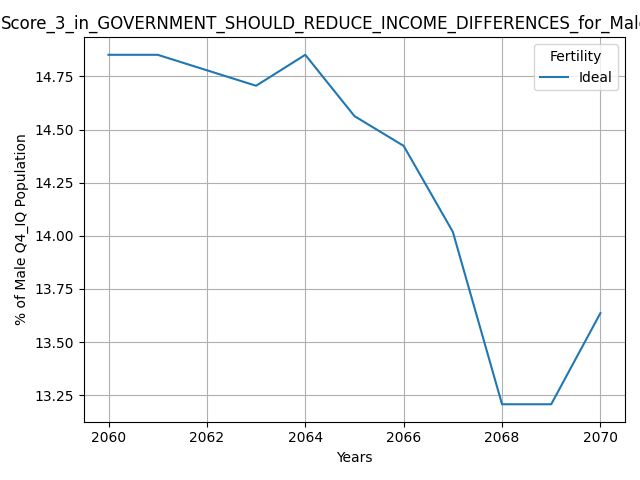 Score_3_in_GOVERNMENT_SHOULD_REDUCE_INCOME_DIFFERENCES_for_Male
Fertility
Ideal
% of Male Q4_IQ Population
14.75
14.50
14.25
14.00
13.75
13.50
13.25
2060 2062 2064 2066 2068 2070
Years